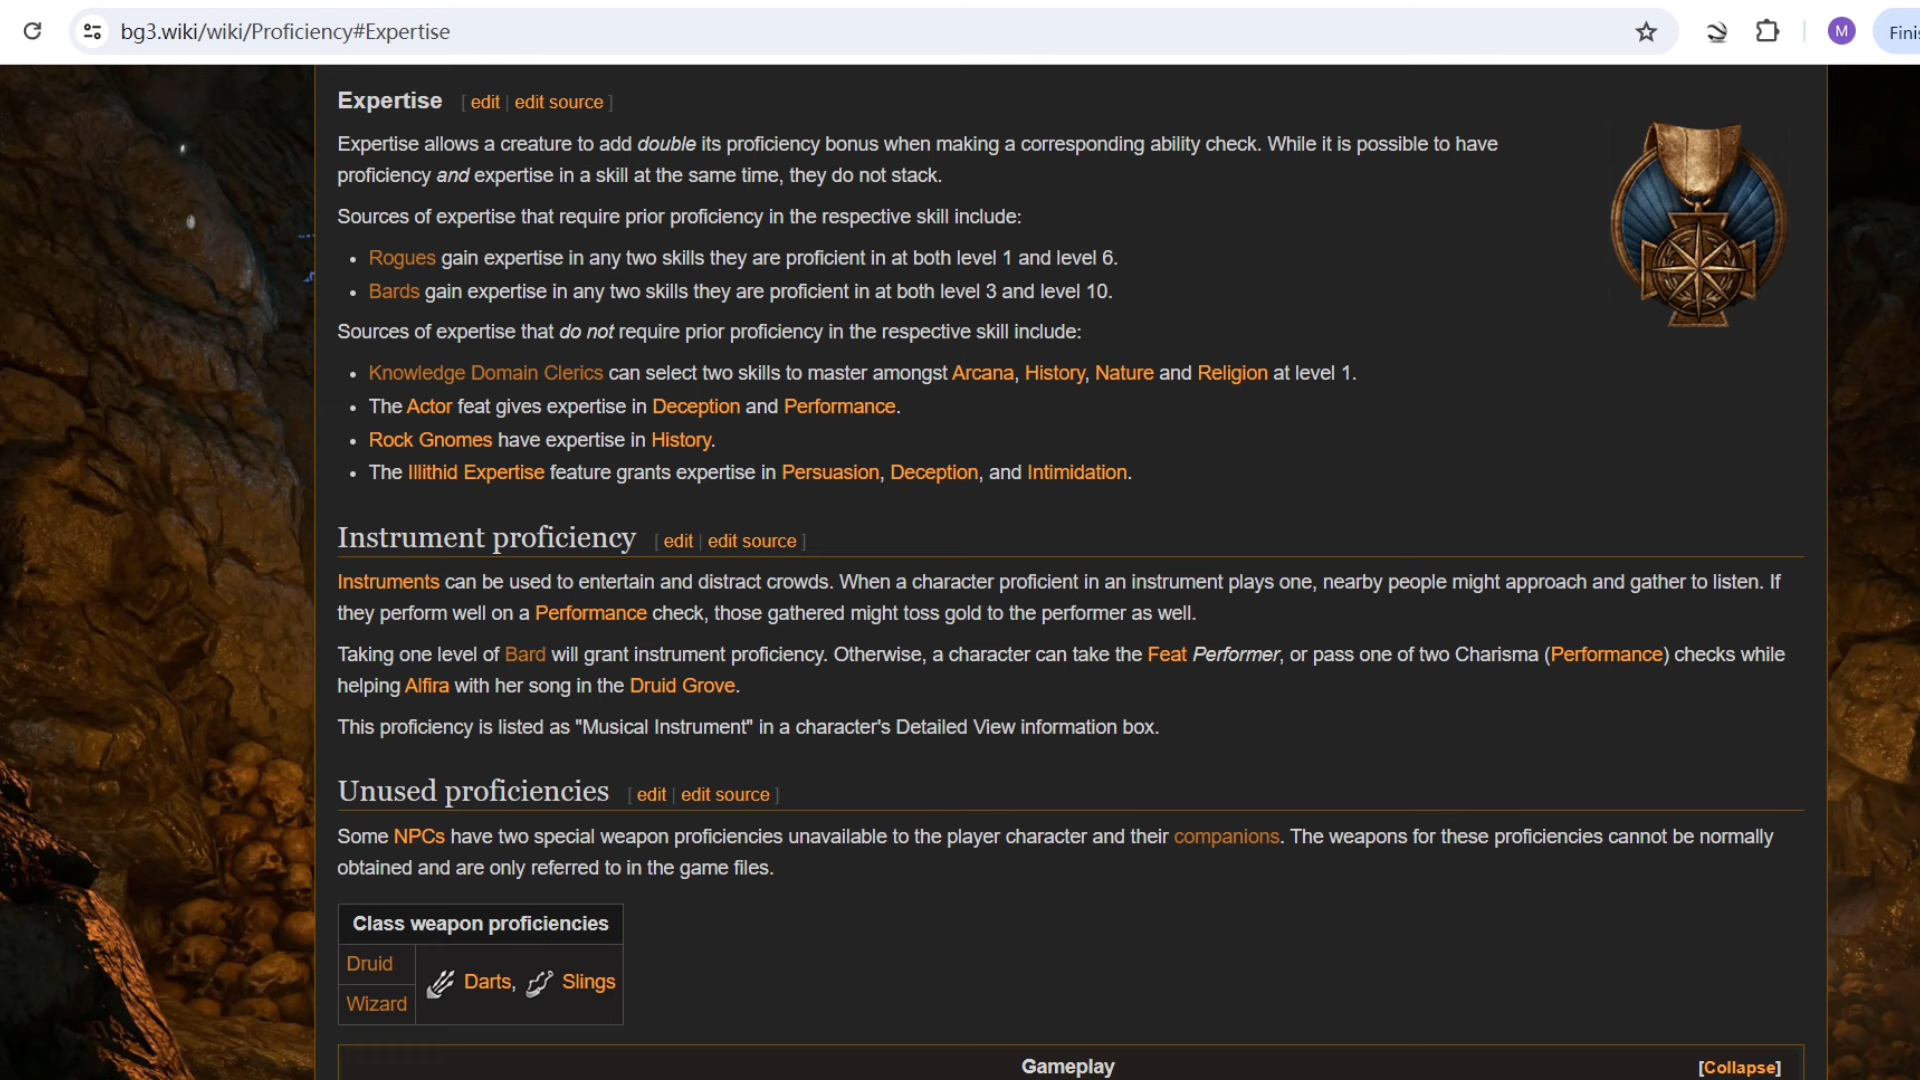 bg3.wiki/wiki/Proficiency#Expertise
M
Finis
Expertise [ edit | edit source ]
Expertise allows a creature to add double its proficiency bonus when making a corresponding ability check. While it is possible to have
proficiency and expertise in a skill at the same time, they do not stack.
Sources of expertise that require prior proficiency in the respective skill include:
• Rogues gain expertise in any two skills they are proficient in at both level 1 and level 6.
• Bards gain expertise in any two skills they are proficient in at both level 3 and level 10.
Sources of expertise that do not require prior proficiency in the respective skill include:
• Knowledge Domain Clerics can select two skills to master amongst Arcana, History, Nature and Religion at level 1.
• The Actor feat gives expertise in Deception and Performance.
• Rock Gnomes have expertise in History.
• The Illithid Expertise feature grants expertise in Persuasion, Deception, and Intimidation.
Instrument proficiency [ edit | edit source ]
Instruments can be used to entertain and distract crowds. When a character proficient in an instrument plays one, nearby people might approach and gather to listen. If
they perform well on a Performance check, those gathered might toss gold to the performer as well.
Taking one level of Bard will grant instrument proficiency. Otherwise, a character can take the Feat Performer, or pass one of two Charisma (Performance) checks while
helping Alfira with her song in the Druid Grove.
This proficiency is listed as "Musical Instrument" in a character's Detailed View information box.
Unused proficiencies [ edit | edit source ]
Some NPCs have two special weapon proficiencies unavailable to the player character and their companions. The weapons for these proficiencies cannot be normally
obtained and are only referred to in the game files.
Class weapon proficiencies
Druid
Darts, Slings
Wizard
Gameplay [Collapse]